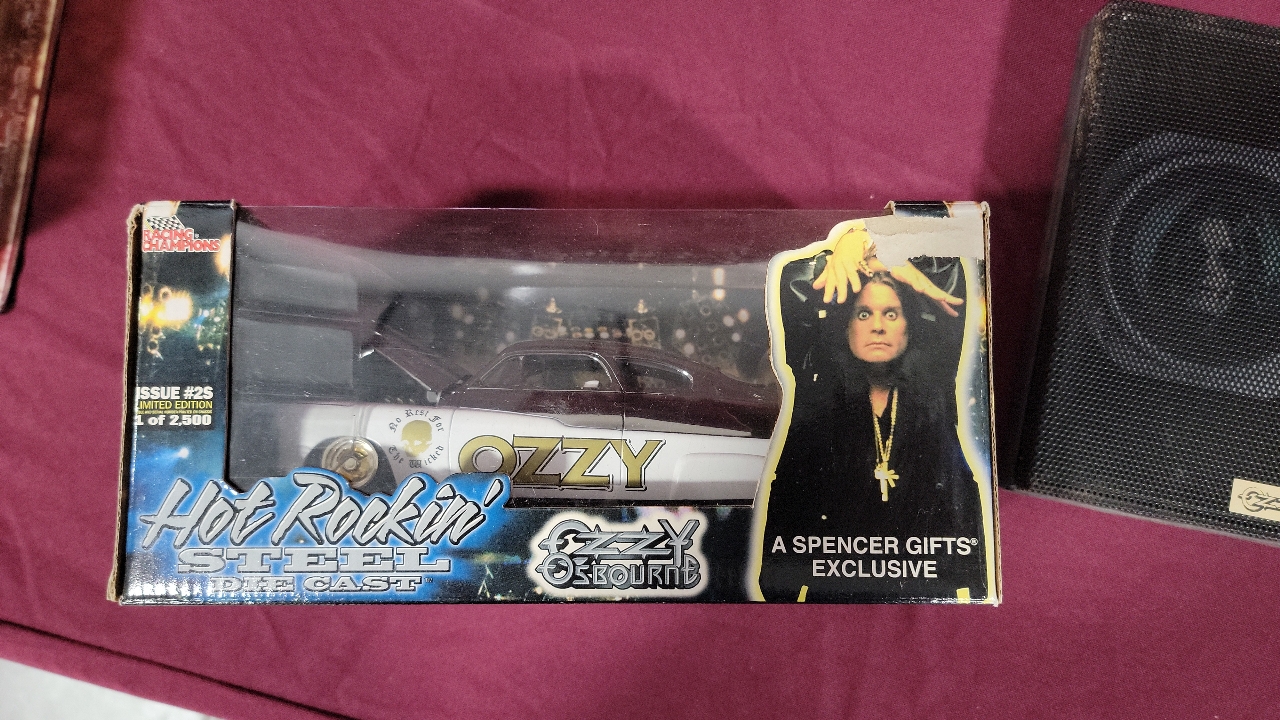 RACING
CHAMPIONS
ISSUE #2S
LIMITED EDITION
1 of 2,500
No Rest For
The Wicked
OZZY
Hot Rockin'
STEEL
DIE CAST™
OZZY
OSBOURNE
A SPENCER GIFTS®
EXCLUSIVE